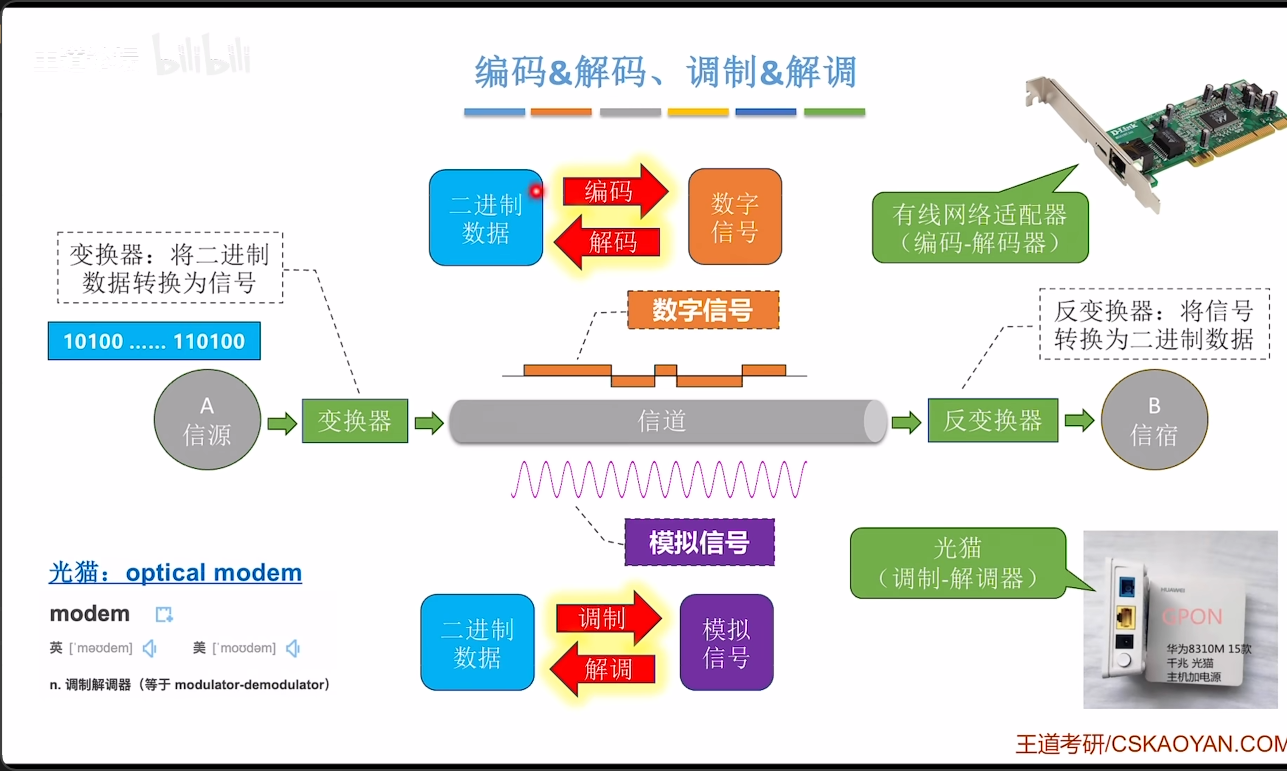 bilibili
编码&解码、调制&解调
D-Link
二进制
数据
编码
解码
数字
信号
有线网络适配器
（编码-解码器）
变换器：将二进制
数据转换为信号
数字信号
反变换器：将信号
转换为二进制数据
10100 …… 110100
A
信源
变换器
信道
反变换器
B
信宿
模拟信号
光猫：optical modem
modem
英 [ˈməʊdem] 美 [ˈmoʊdəm]
n. 调制解调器（等于 modulator-demodulator）
二进制
数据
调制
解调
模拟
信号
光猫
（调制-解调器）
HUAWEI
GPON
华为8310M 15款
千兆 光猫
主机加电源
王道考研/CSKAOYAN.COM